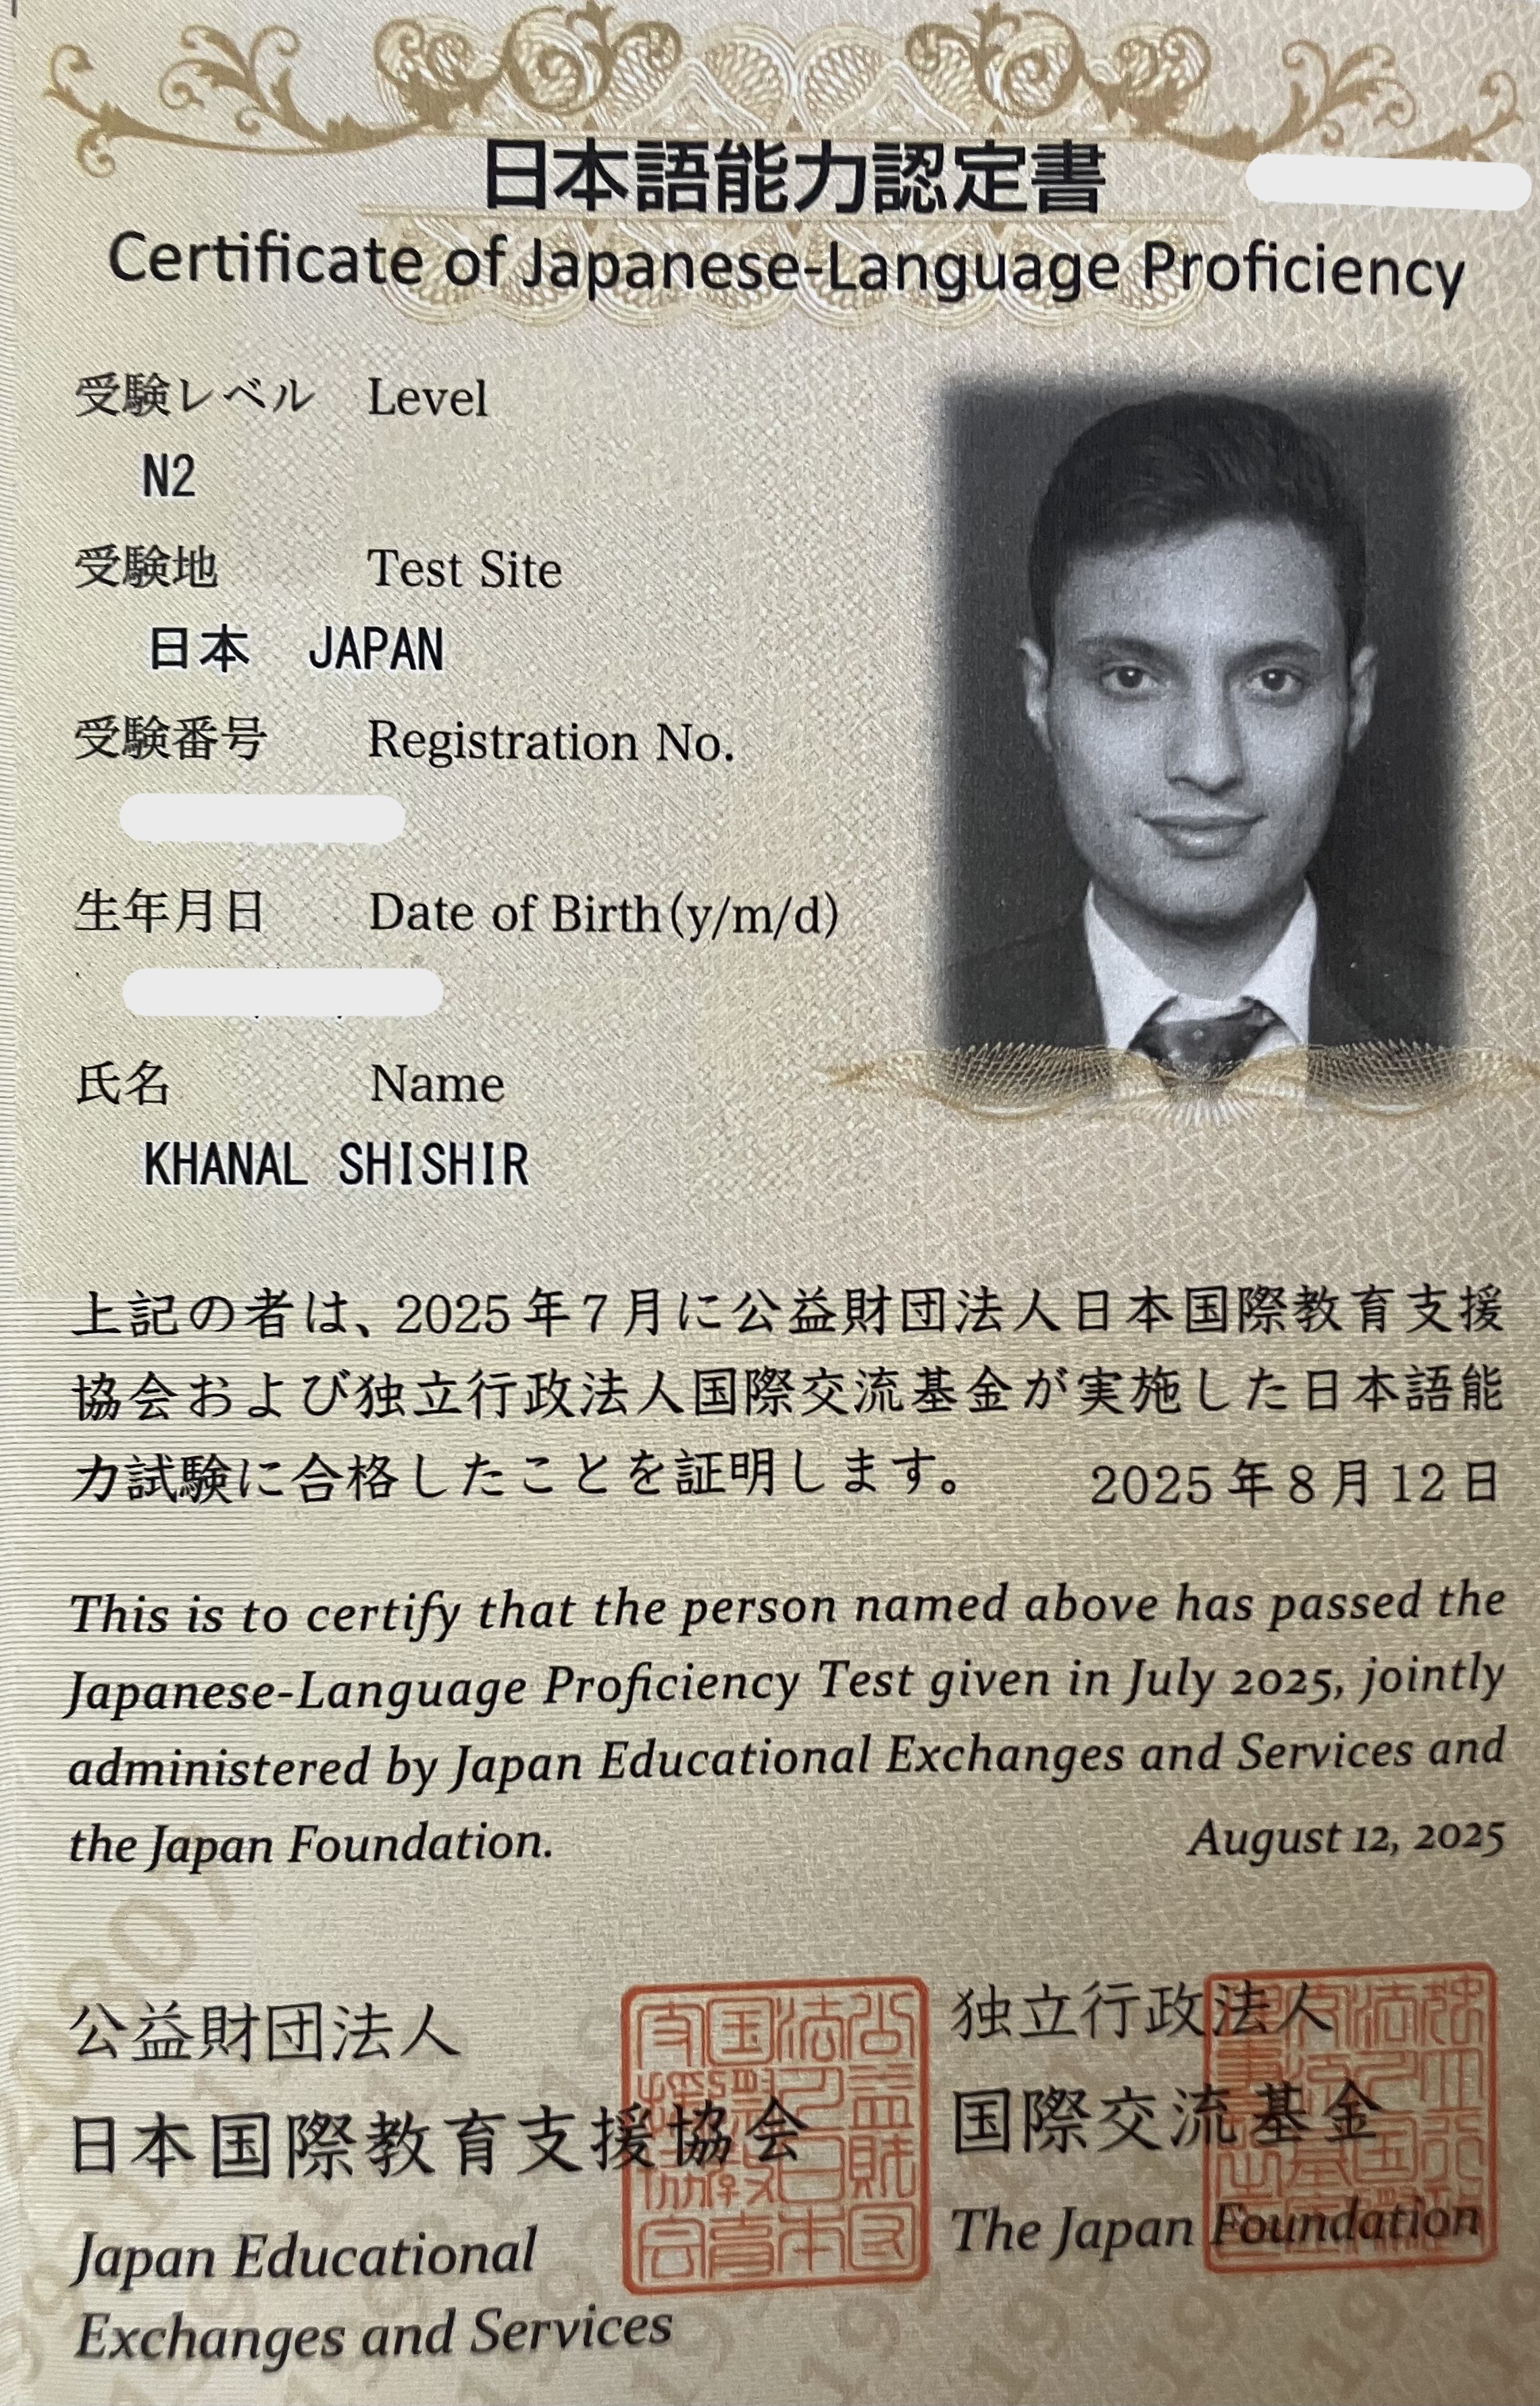 日本語能力認定書
Certificate of Japanese-Language Proficiency
受験レベル Level
N2
受験地 Test Site
日本 JAPAN
受験番号 Registration No.
生年月日 Date of Birth(y/m/d)
氏名 Name
KHANAL SHISHIR
上記の者は、2025年7月に公益財団法人日本国際教育支援
協会および独立行政法人国際交流基金が実施した日本語能
力試験に合格したことを証明します。 2025年8月12日
This is to certify that the person named above has passed the
Japanese-Language Proficiency Test given in July 2025, jointly
administered by Japan Educational Exchanges and Services and
the Japan Foundation. August 12, 2025
公益財団法人
日本国際教育支援協会
Japan Educational
Exchanges and Services
独立行政法人
国際交流基金
The Japan Foundation